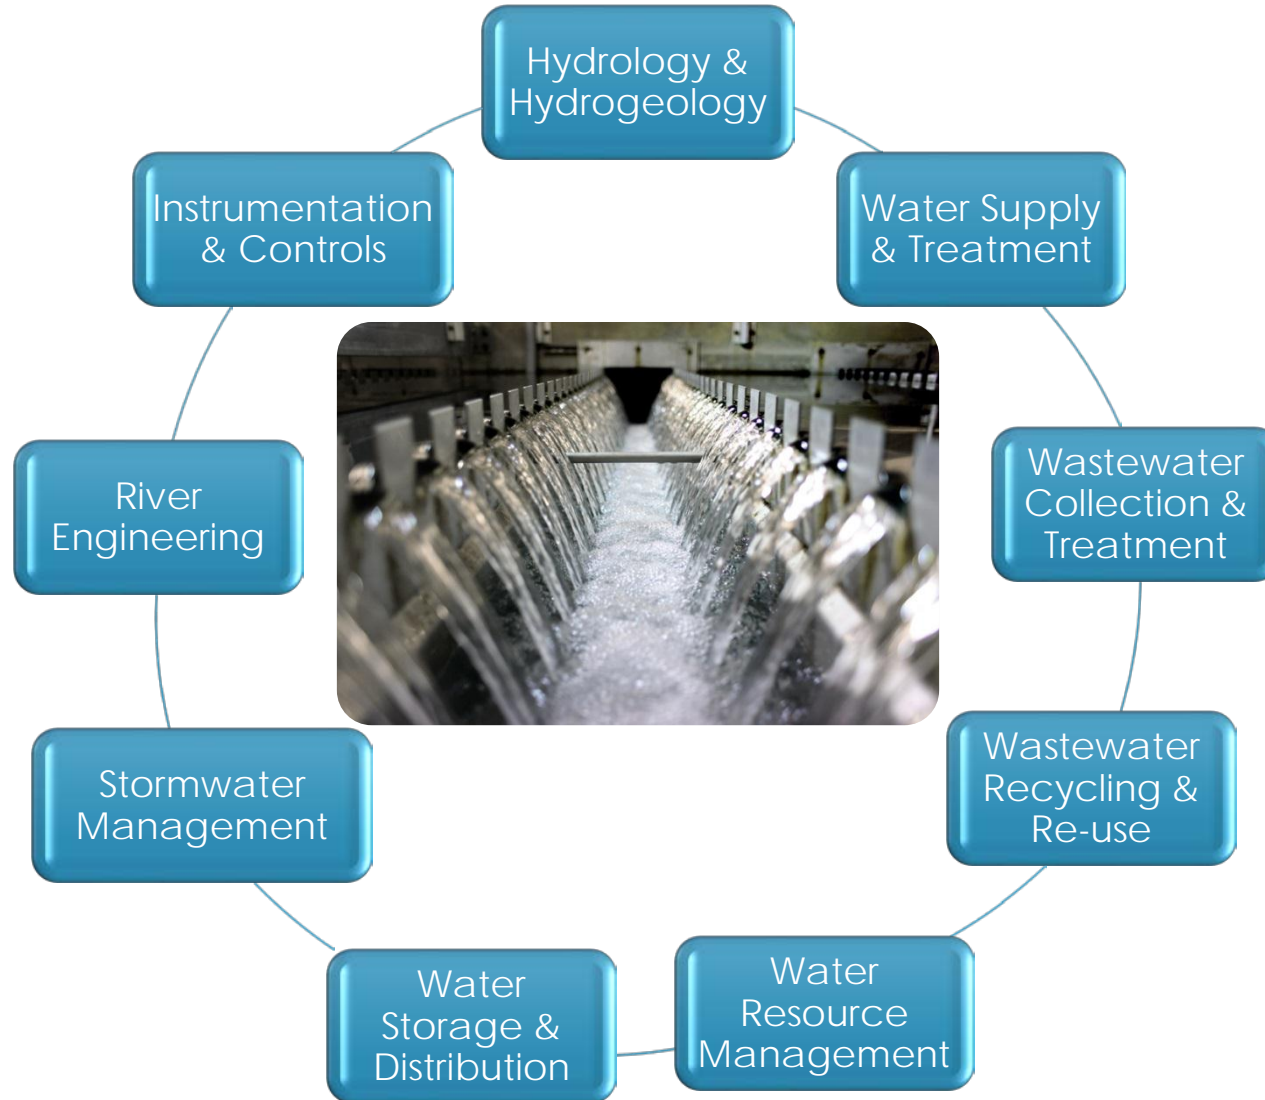 Hydrology &
Hydrogeology
Water Supply
& Treatment
Wastewater
Collection &
Treatment
Wastewater
Recycling &
Re-use
Water
Resource
Management
Water
Storage &
Distribution
Stormwater
Management
River
Engineering
Instrumentation
& Controls